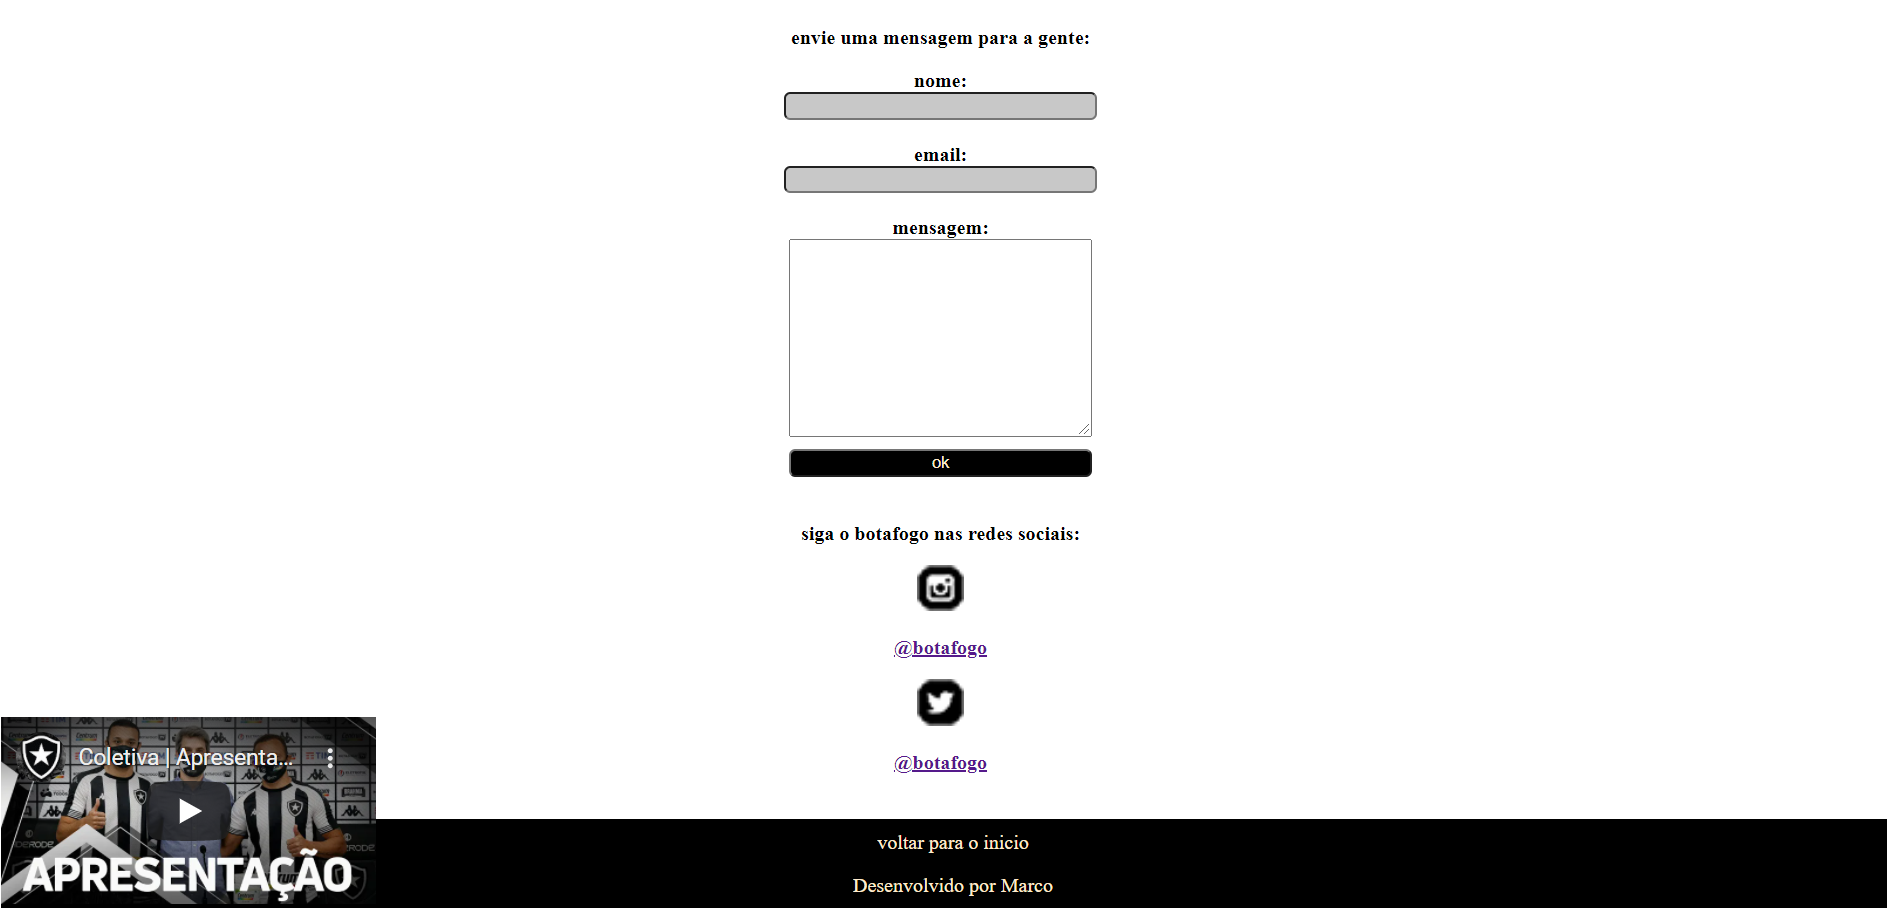 envie uma mensagem para a gente:
nome:
email:
mensagem:
ok
siga o botafogo nas redes sociais:
@botafogo
@botafogo
Coletiva | Apresenta...
APRESENTAÇÃO
voltar para o inicio
Desenvolvido por Marco